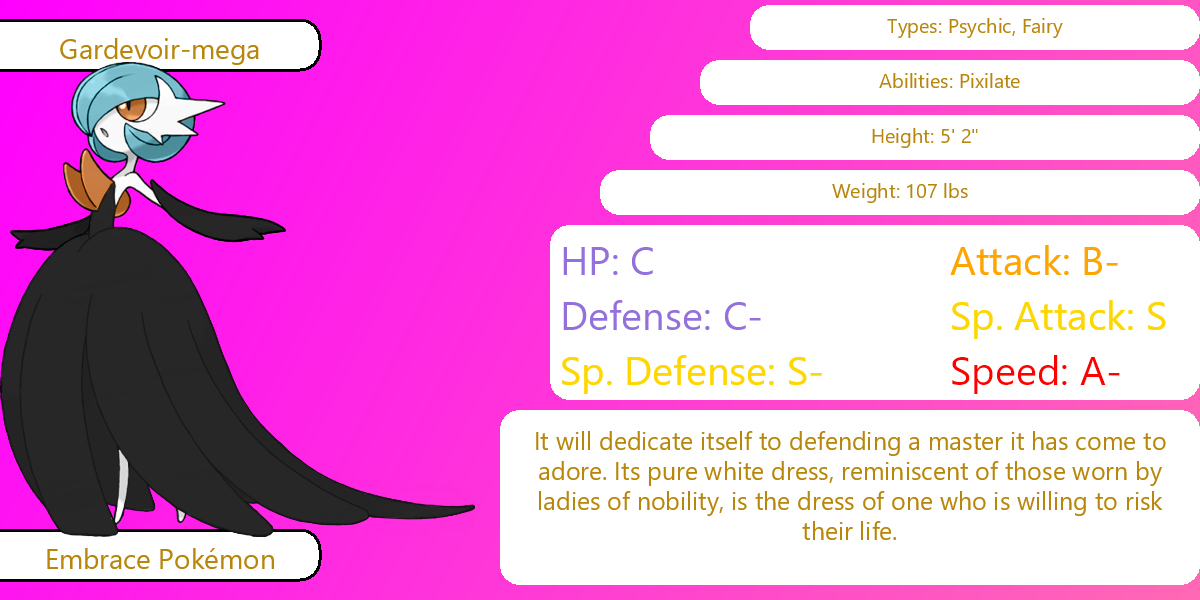 Gardevoir-mega
Types: Psychic, Fairy
Abilities: Pixilate
Height: 5' 2"
Weight: 107 lbs
HP: C
Attack: B-
Defense: C-
Sp. Attack: S
Sp. Defense: S-
Speed: A-
It will dedicate itself to defending a master it has come to
adore. Its pure white dress, reminiscent of those worn by
ladies of nobility, is the dress of one who is willing to risk
their life.
Embrace Pokémon